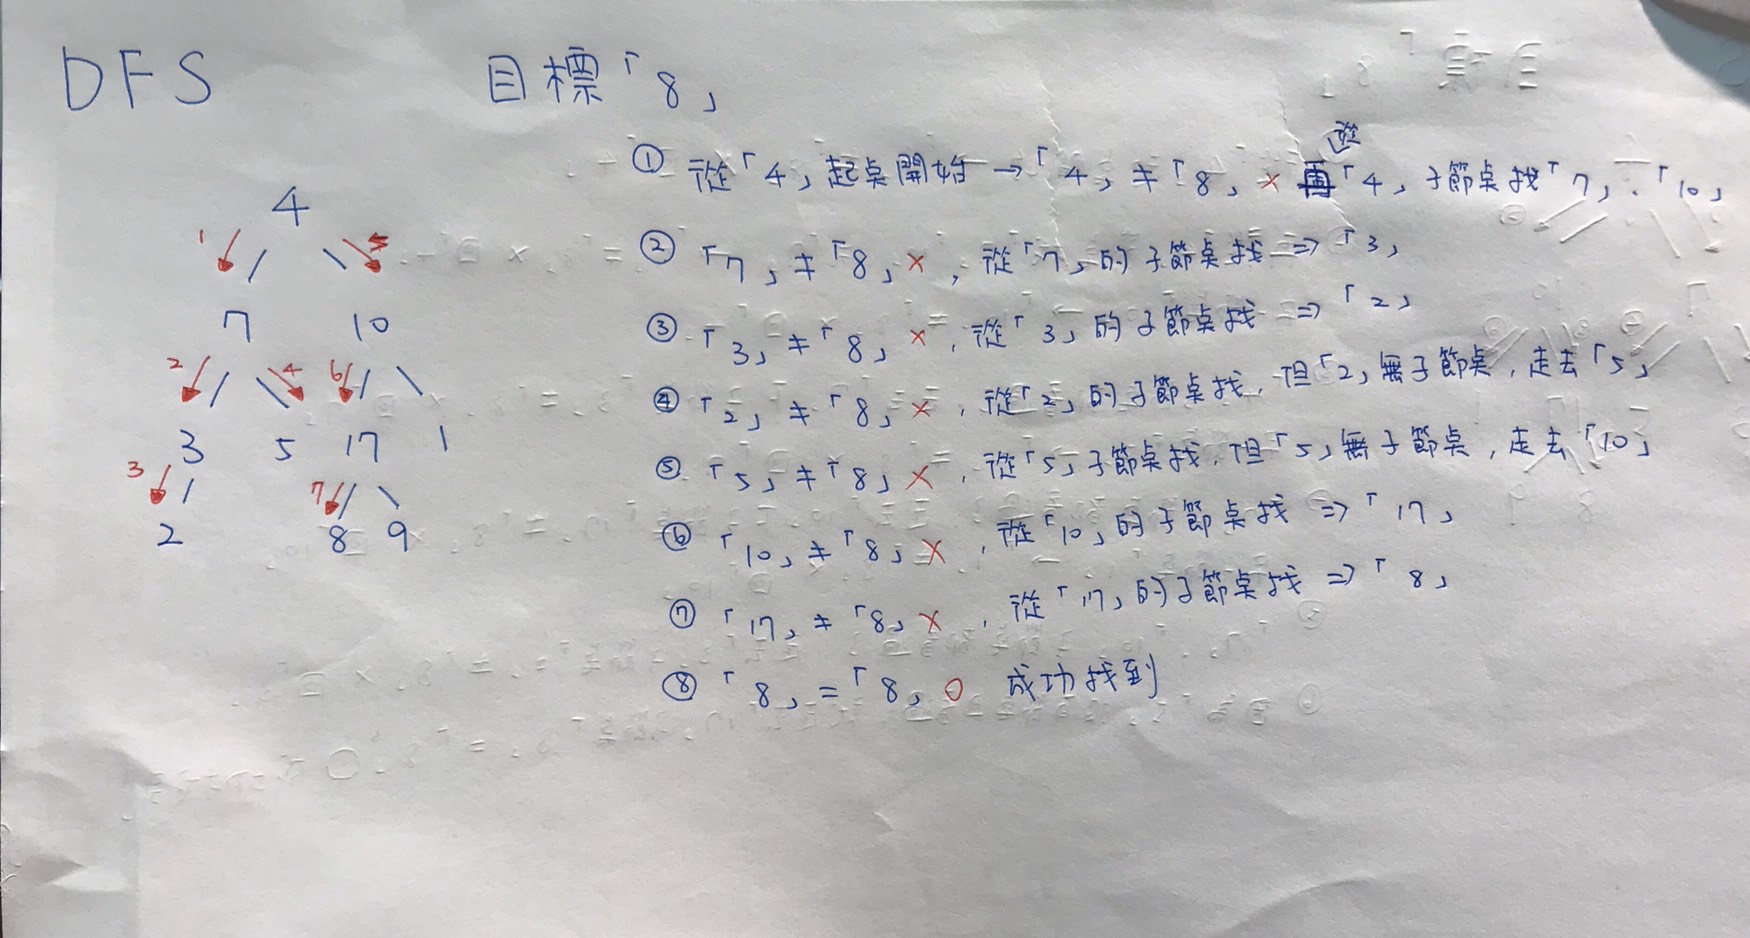 DFS
目標「8」
4
1 5
7 10
2 4 6
3 5 17 1
3 7
2 8 9
從
① 從「4」起點開始→「4」≠「8」× 「4」子節點找「7」、「10」
② 「7」≠「8」×,從「7」的子節點找⇒「3」
③ 「3」≠「8」×,從「3」的子節點找⇒「2」
④ 「2」≠「8」×,從「2」的子節點找,但「2」無子節點,走去「5」
⑤ 「5」≠「8」×,從「5」子節點找,但「5」無子節點,走去「10」
⑥ 「10」≠「8」×,從「10」的子節點找⇒「17」
⑦ 「17」≠「8」×,從「17」的子節點找⇒「8」
⑧ 「8」=「8」○ 成功找到